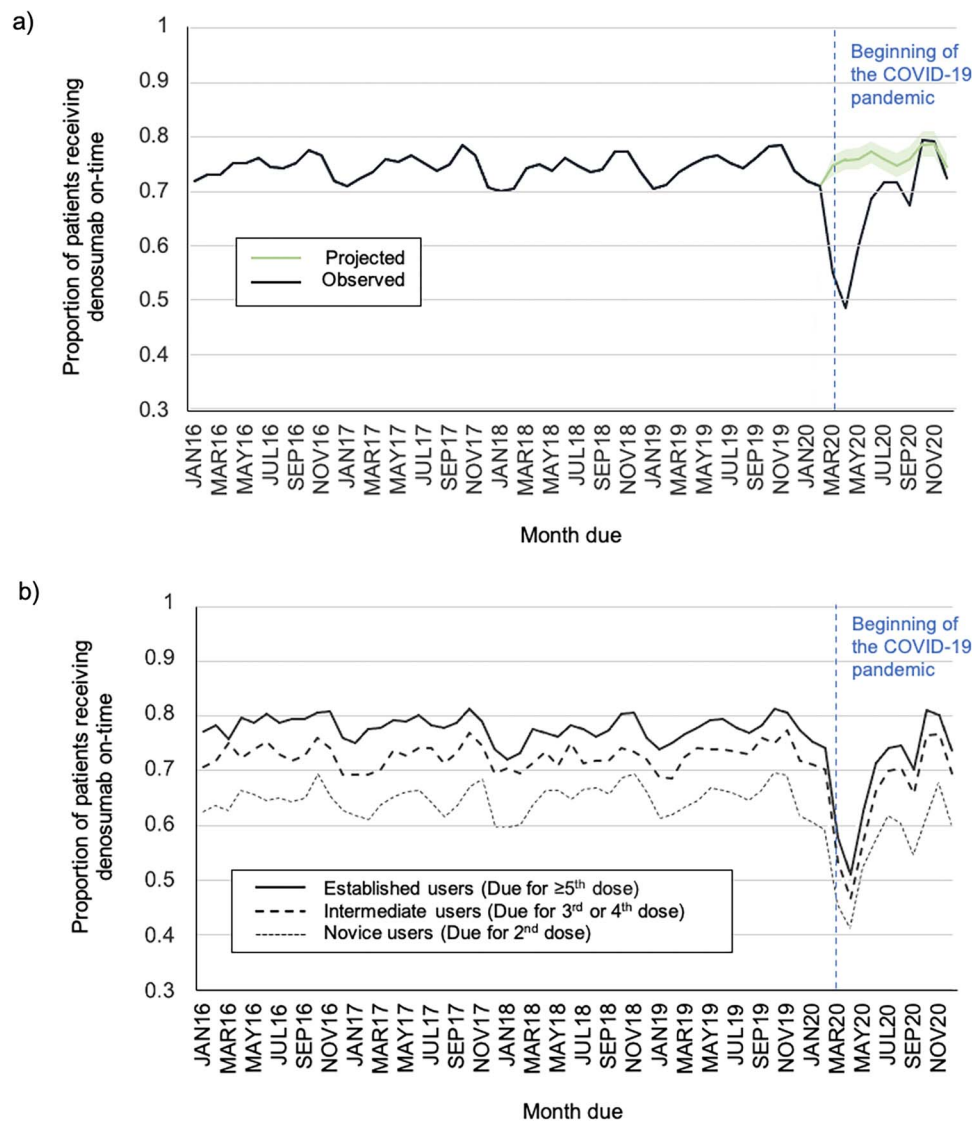 a)
1
0.9
0.8
0.7
0.6
0.5
0.4
0.3
Proportion of patients receiving
denosumab on-time
Beginning of
the COVID-19
pandemic
Projected
Observed
JAN16
MAR16
MAY16
JUL16
SEP16
NOV16
JAN17
MAR17
MAY17
JUL17
SEP17
NOV17
JAN18
MAR18
MAY18
JUL18
SEP18
NOV18
JAN19
MAR19
MAY19
JUL19
SEP19
NOV19
JAN20
MAR20
MAY20
JUL20
SEP20
NOV20
Month due
b)
1
0.9
0.8
0.7
0.6
0.5
0.4
0.3
Proportion of patients receiving
denosumab on-time
Beginning of
the COVID-19
pandemic
Established users (Due for ≥5th dose)
Intermediate users (Due for 3rd or 4th dose)
Novice users (Due for 2nd dose)
JAN16
MAR16
MAY16
JUL16
SEP16
NOV16
JAN17
MAR17
MAY17
JUL17
SEP17
NOV17
JAN18
MAR18
MAY18
JUL18
SEP18
NOV18
JAN19
MAR19
MAY19
JUL19
SEP19
NOV19
JAN20
MAR20
MAY20
JUL20
SEP20
NOV20
Month due